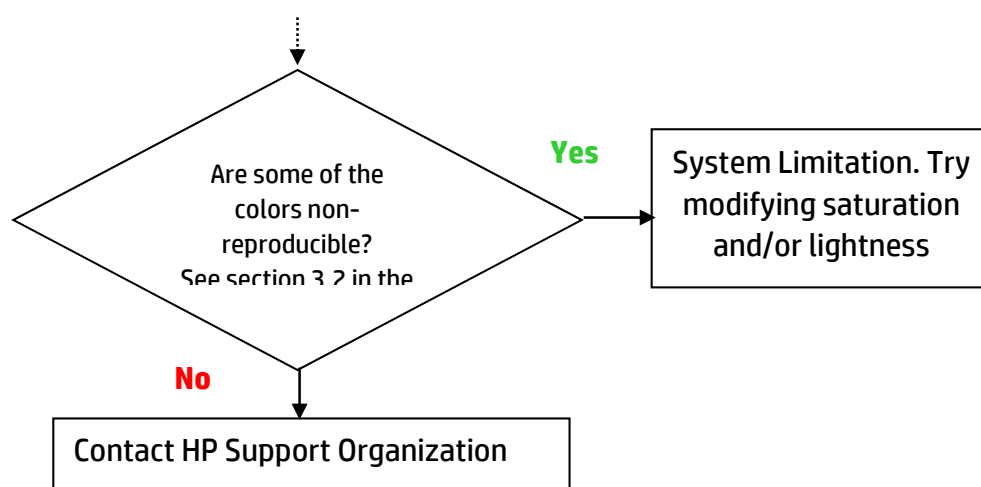 Yes
Are some of the
colors non-
reproducible?
See section 3.2 in the
System Limitation. Try
modifying saturation
and/or lightness
No
Contact HP Support Organization